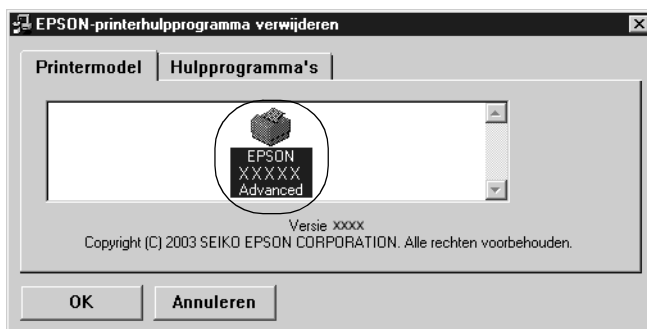 EPSON-printerhulpprogramma verwijderen
Printermodel
Hulpprogramma's
EPSON
XXXXX
Advanced
Versie xxxx
Copyright (C) 2003 SEIKO EPSON CORPORATION. Alle rechten voorbehouden.
OK
Annuleren